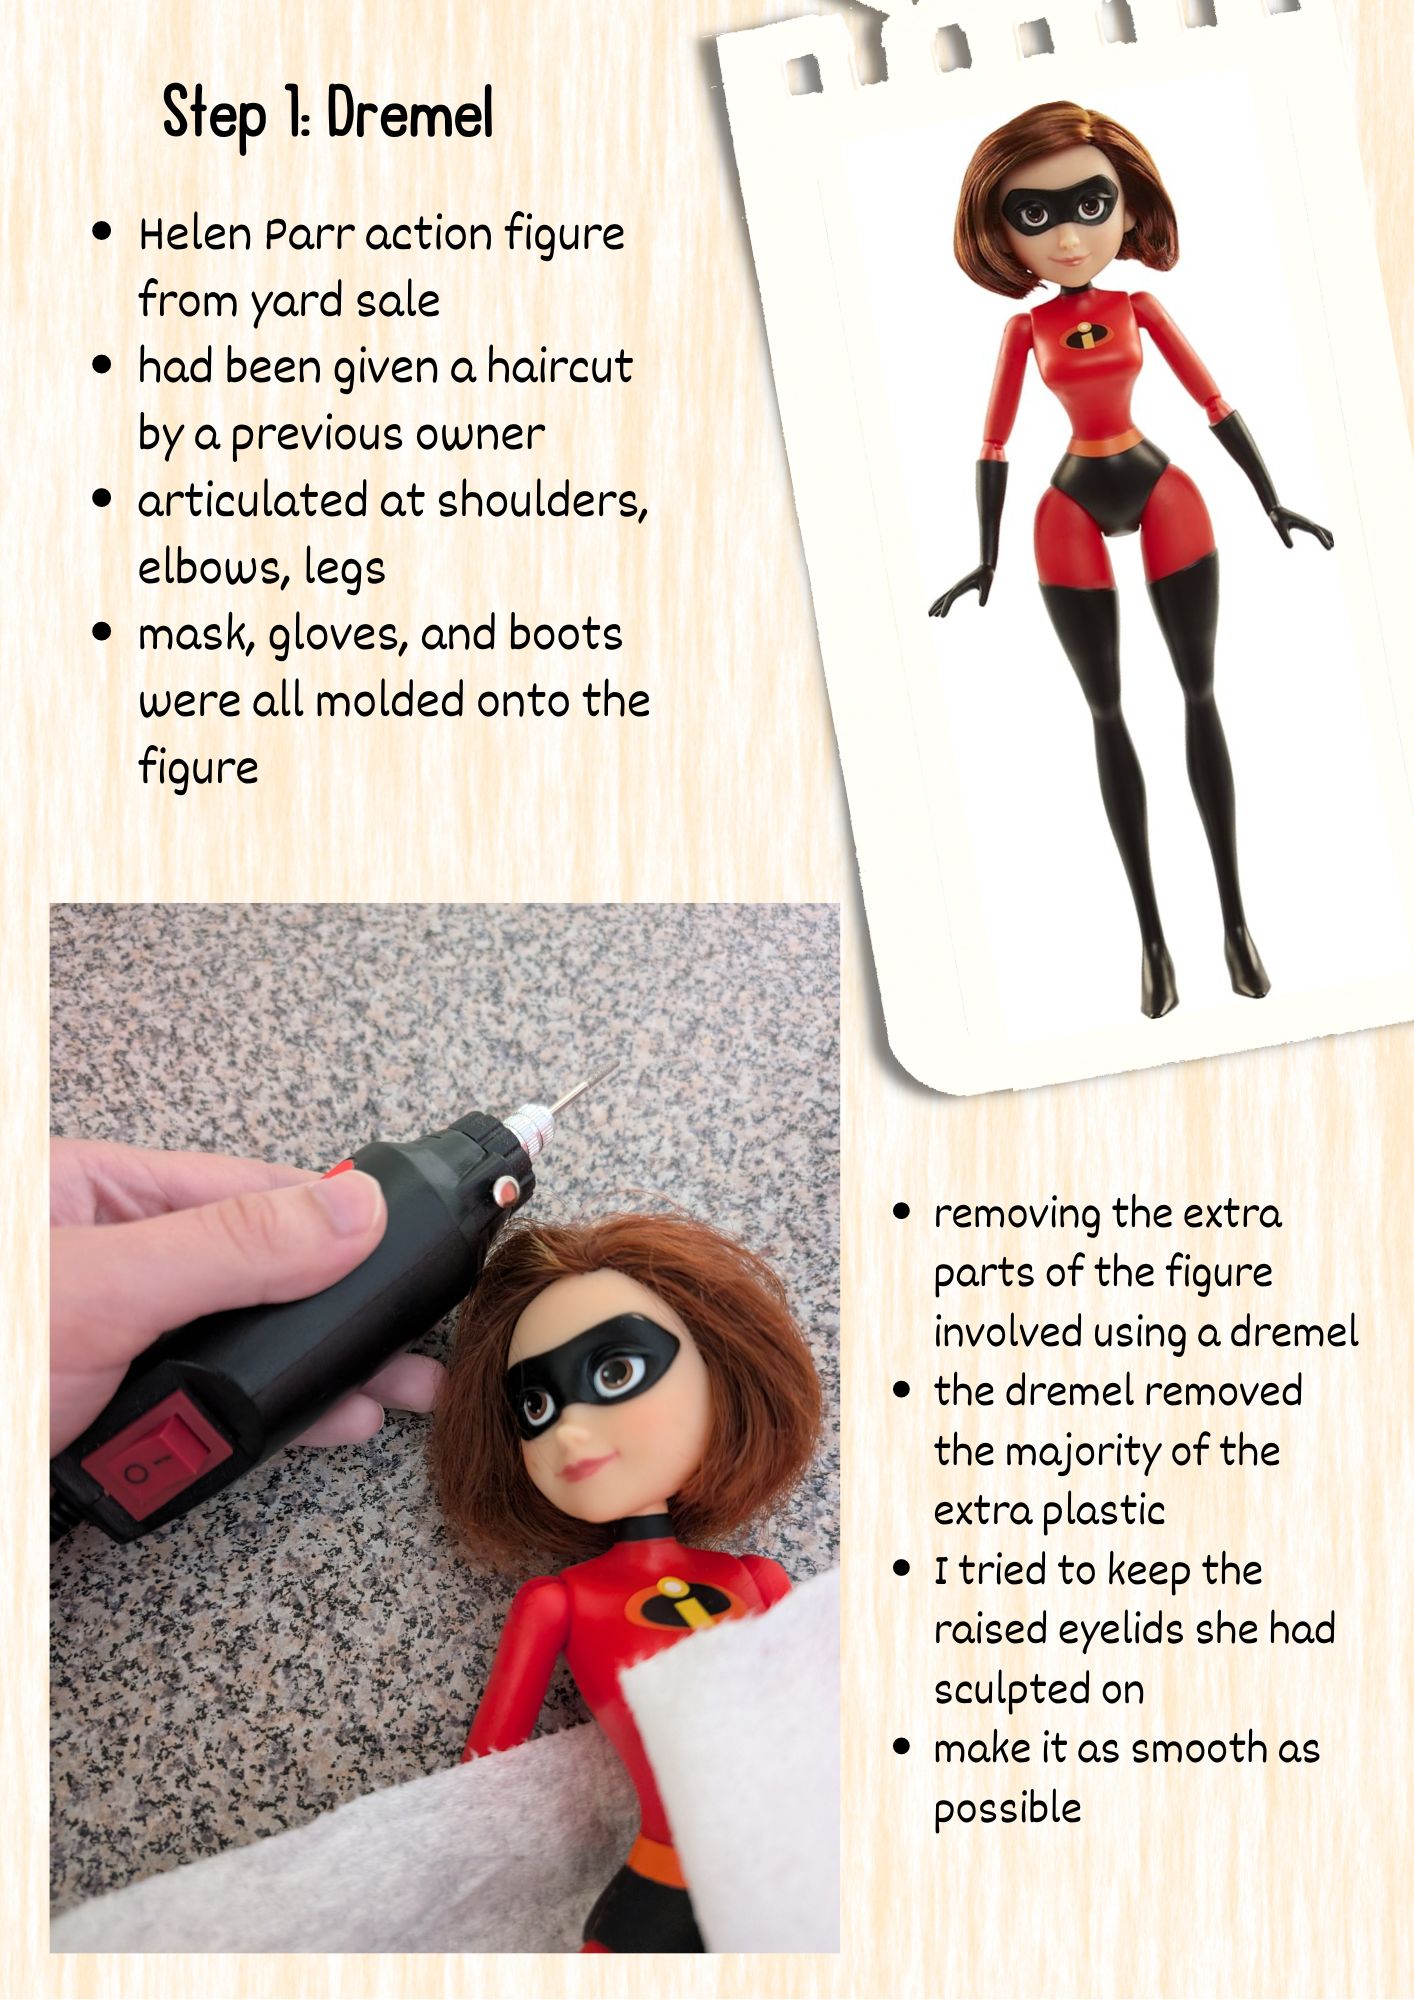 Step 1: Dremel
• Helen Parr action figure
from yard sale
• had been given a haircut
by a previous owner
• articulated at shoulders,
elbows, legs
• mask, gloves, and boots
were all molded onto the
figure
• removing the extra
parts of the figure
involved using a dremel
• the dremel removed
the majority of the
extra plastic
• I tried to keep the
raised eyelids she had
sculpted on
• make it as smooth as
possible